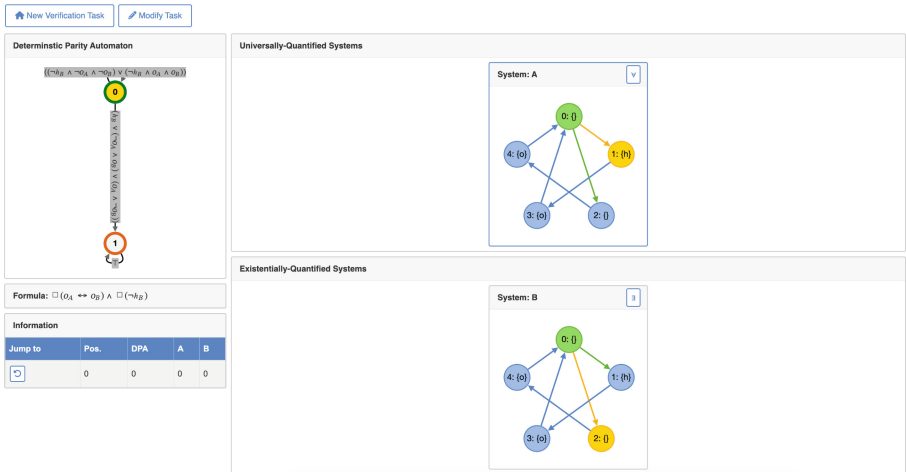 New Verification Task
Modify Task
Determinstic Parity Automaton
((¬h_B ∧ ¬o_A ∧ ¬o_B) ∨ (¬h_B ∧ o_A ∧ o_B))
0
1
⊤
Formula: □(o_A ↔ o_B) ∧ □(¬h_B)
Information
Jump to Pos. DPA A B
0 0 0 0
Universally-Quantified Systems
System: A ∀
0: {}
4: {o} 1: {h}
3: {o} 2: {}
Existentially-Quantified Systems
System: B ∃
0: {}
4: {o} 1: {h}
3: {o} 2: {}